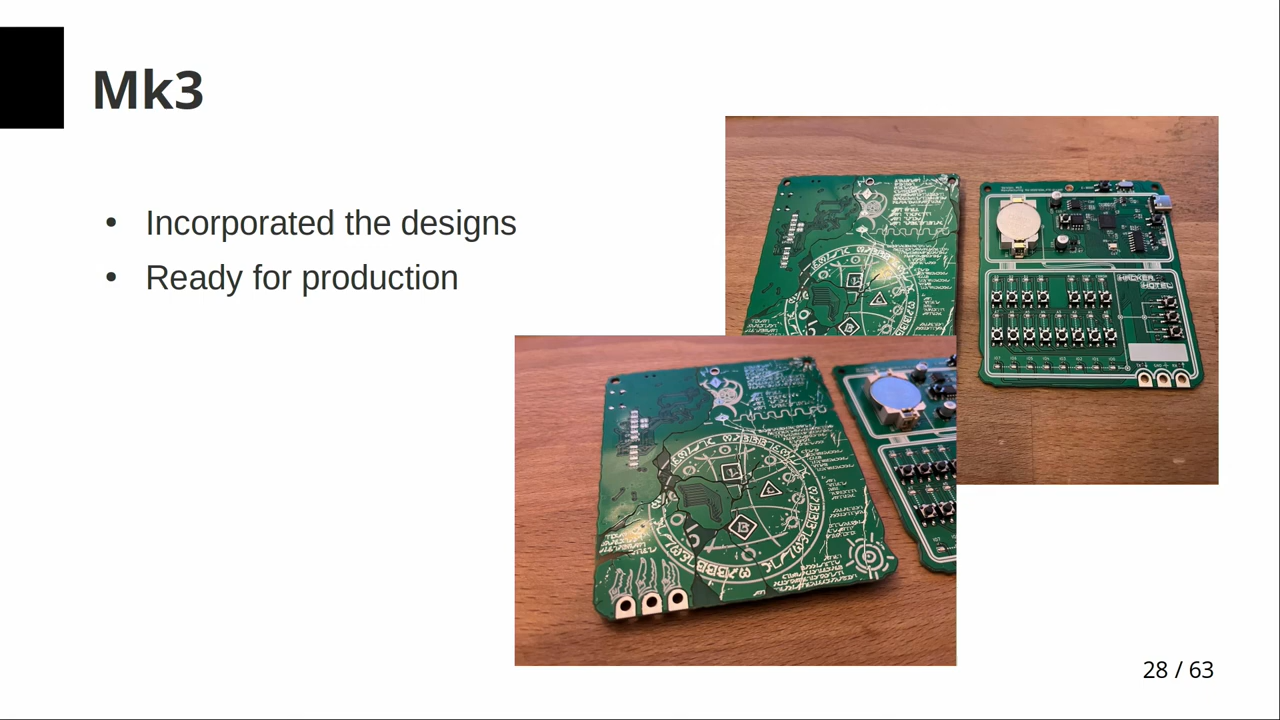 Mk3
• Incorporated the designs
• Ready for production
HACKER
HOTEL
28 / 63